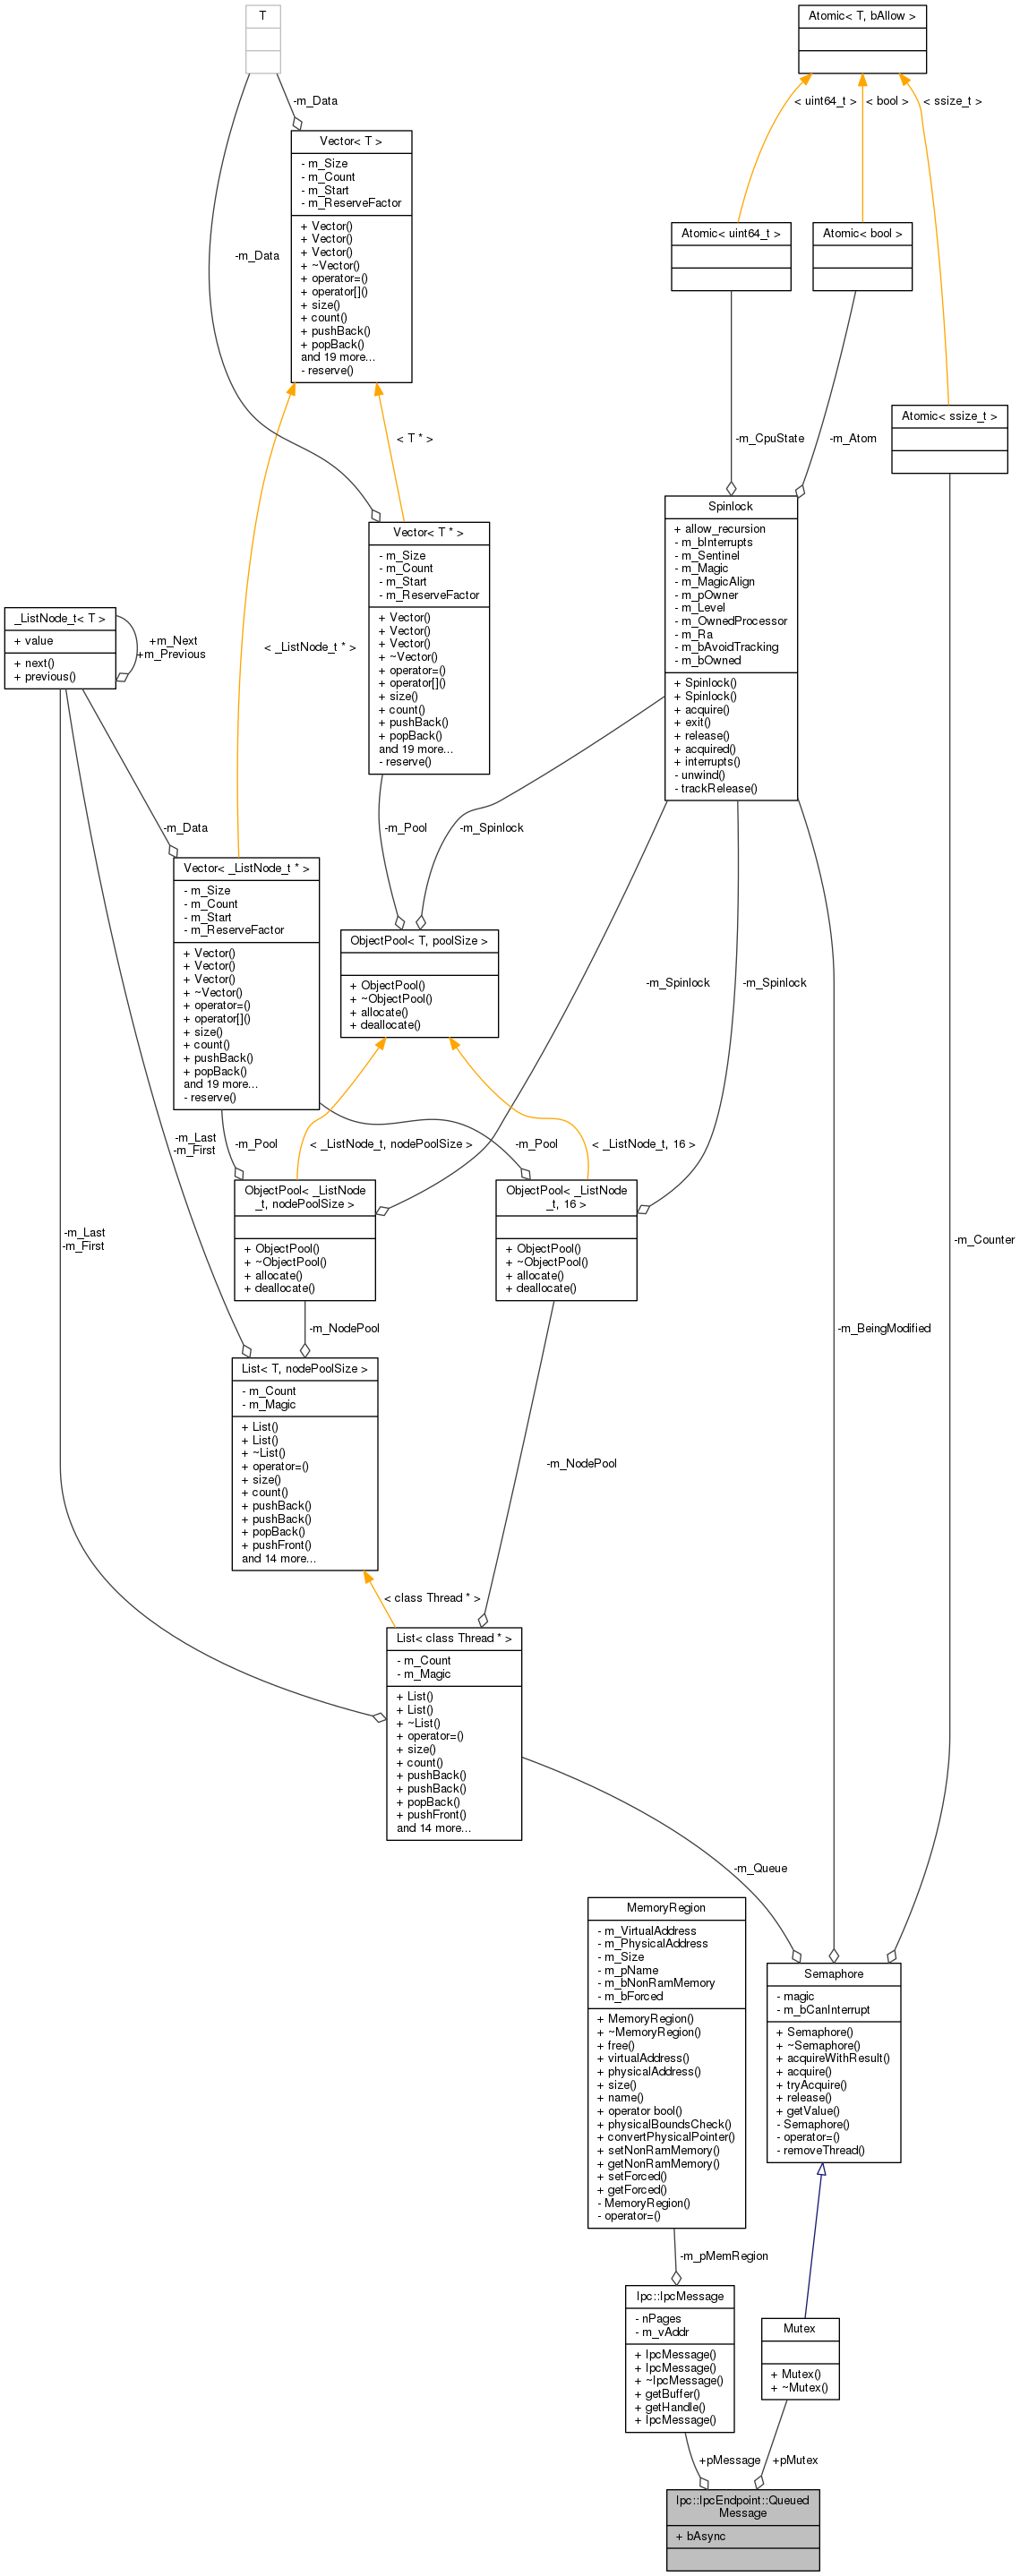 T
Atomic< T, bAllow >
-m_Data
< uint64_t >
< bool >
< ssize_t >
Vector< T >
- m_Size
- m_Count
- m_Start
- m_ReserveFactor
+ Vector()
+ Vector()
+ Vector()
+ ~Vector()
+ operator=()
+ operator[]()
+ size()
+ count()
+ pushBack()
+ popBack()
and 19 more...
- reserve()
-m_Data
Atomic< uint64_t >
Atomic< bool >
Atomic< ssize_t >
< T * >
-m_CpuState
-m_Atom
Vector< T * >
- m_Size
- m_Count
- m_Start
- m_ReserveFactor
+ Vector()
+ Vector()
+ Vector()
+ ~Vector()
+ operator=()
+ operator[]()
+ size()
+ count()
+ pushBack()
+ popBack()
and 19 more...
- reserve()
Spinlock
+ allow_recursion
- m_bInterrupts
- m_Sentinel
- m_Magic
- m_MagicAlign
- m_pOwner
- m_Level
- m_OwnedProcessor
- m_Ra
- m_bAvoidTracking
- m_bOwned
+ Spinlock()
+ Spinlock()
+ acquire()
+ exit()
+ release()
+ acquired()
+ interrupts()
- unwind()
- trackRelease()
_ListNode_t< T >
+ value
+ next()
+ previous()
+m_Next
+m_Previous
< _ListNode_t * >
-m_Data
-m_Pool
-m_Spinlock
Vector< _ListNode_t * >
- m_Size
- m_Count
- m_Start
- m_ReserveFactor
+ Vector()
+ Vector()
+ Vector()
+ ~Vector()
+ operator=()
+ operator[]()
+ size()
+ count()
+ pushBack()
+ popBack()
and 19 more...
- reserve()
ObjectPool< T, poolSize >
+ ObjectPool()
+ ~ObjectPool()
+ allocate()
+ deallocate()
-m_Spinlock
-m_Spinlock
-m_Last
-m_First
-m_Pool
< _ListNode_t, nodePoolSize >
-m_Pool
< _ListNode_t, 16 >
ObjectPool< _ListNode
_t, nodePoolSize >
+ ObjectPool()
+ ~ObjectPool()
+ allocate()
+ deallocate()
ObjectPool< _ListNode
_t, 16 >
+ ObjectPool()
+ ~ObjectPool()
+ allocate()
+ deallocate()
-m_Last
-m_First
-m_Counter
-m_NodePool
-m_BeingModified
List< T, nodePoolSize >
- m_Count
- m_Magic
+ List()
+ List()
+ ~List()
+ operator=()
+ size()
+ count()
+ pushBack()
+ pushBack()
+ popBack()
+ pushFront()
and 14 more...
-m_NodePool
< class Thread * >
List< class Thread * >
- m_Count
- m_Magic
+ List()
+ List()
+ ~List()
+ operator=()
+ size()
+ count()
+ pushBack()
+ pushBack()
+ popBack()
+ pushFront()
and 14 more...
-m_Queue
MemoryRegion
- m_VirtualAddress
- m_PhysicalAddress
- m_Size
- m_pName
- m_bNonRamMemory
- m_bForced
+ MemoryRegion()
+ ~MemoryRegion()
+ free()
+ virtualAddress()
+ physicalAddress()
+ size()
+ name()
+ operator bool()
+ physicalBoundsCheck()
+ convertPhysicalPointer()
+ setNonRamMemory()
+ getNonRamMemory()
+ setForced()
+ getForced()
- MemoryRegion()
- operator=()
Semaphore
- magic
- m_bCanInterrupt
+ Semaphore()
+ ~Semaphore()
+ acquireWithResult()
+ acquire()
+ tryAcquire()
+ release()
+ getValue()
- Semaphore()
- operator=()
- removeThread()
-m_pMemRegion
Ipc::IpcMessage
- nPages
- m_vAddr
+ IpcMessage()
+ IpcMessage()
+ ~IpcMessage()
+ getBuffer()
+ getHandle()
+ IpcMessage()
Mutex
+ Mutex()
+ ~Mutex()
+pMessage
+pMutex
Ipc::IpcEndpoint::Queued
Message
+ bAsync